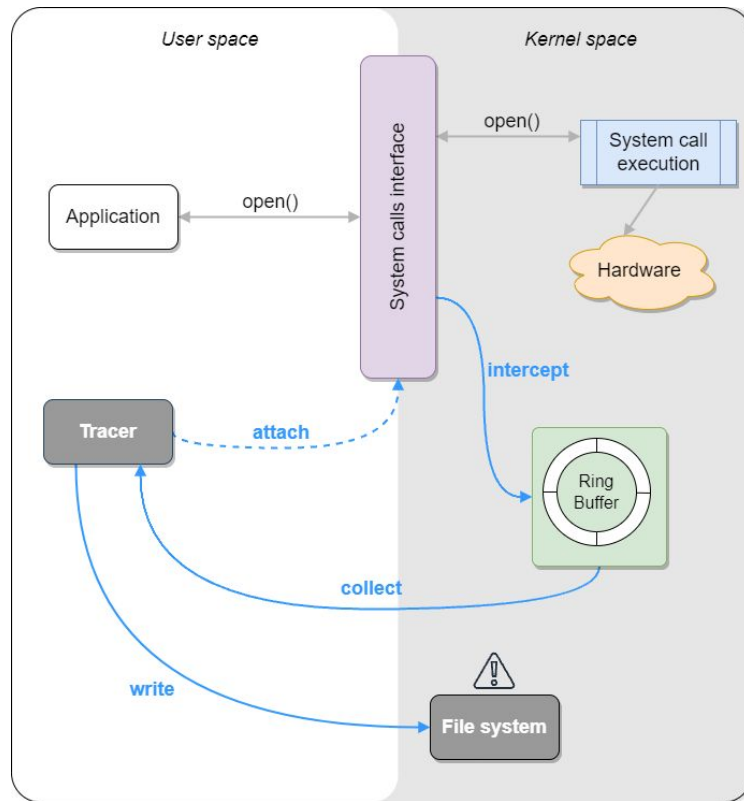 User space
Kernel space
System calls interface
open()
System call
execution
Application
open()
Hardware
intercept
Tracer
attach
Ring
Buffer
collect
write
File system